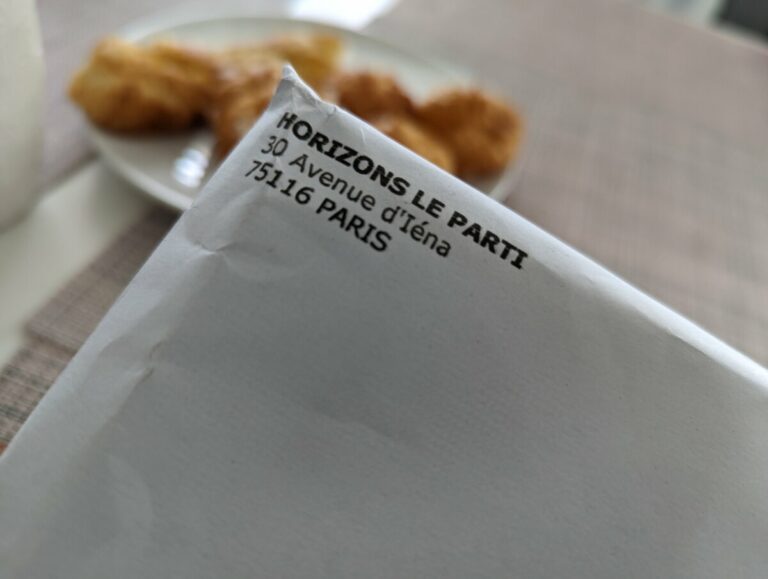 HORIZONS LE PARTI
30 Avenue d'Iéna
75116 PARIS